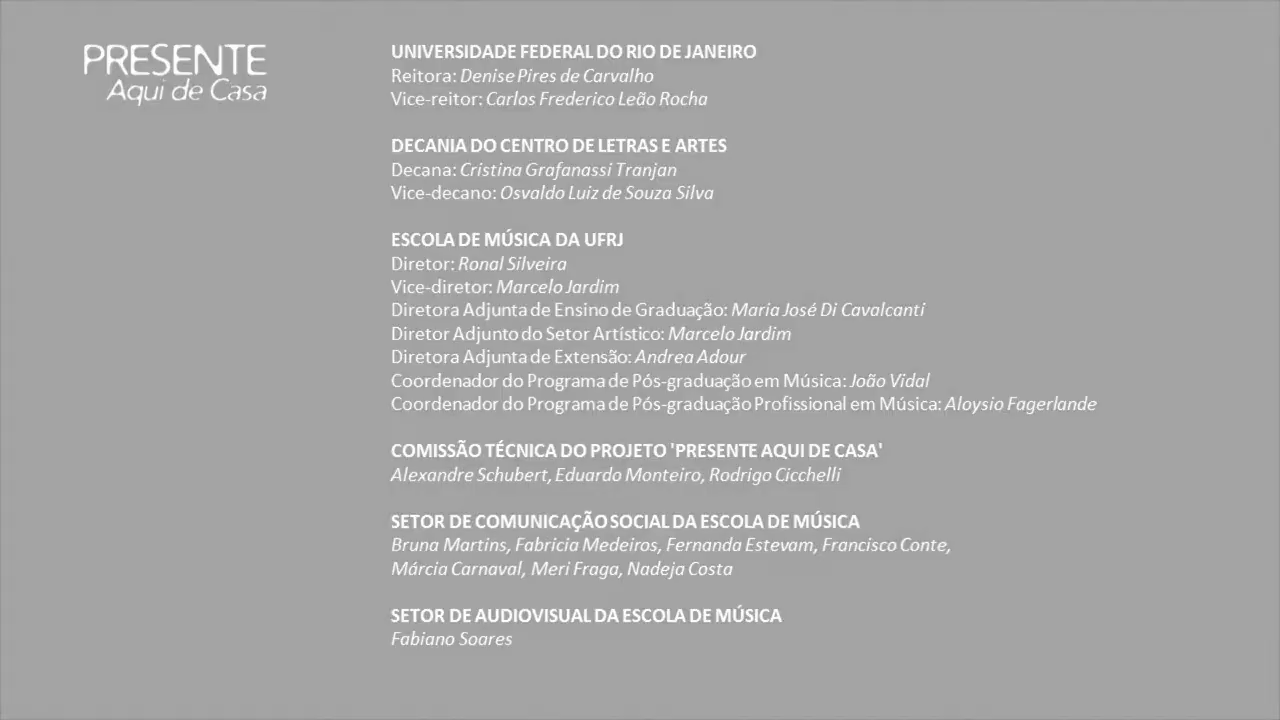 PRESENTE
Aqui de Casa
UNIVERSIDADE FEDERAL DO RIO DE JANEIRO
Reitora: Denise Pires de Carvalho
Vice-reitor: Carlos Frederico Leão Rocha
DECANIA DO CENTRO DE LETRAS E ARTES
Decana: Cristina Grafanassi Tranjan
Vice-decano: Osvaldo Luiz de Souza Silva
ESCOLA DE MÚSICA DA UFRJ
Diretor: Ronal Silveira
Vice-diretor: Marcelo Jardim
Diretora Adjunta de Ensino de Graduação: Maria José Di Cavalcanti
Diretor Adjunto do Setor Artístico: Marcelo Jardim
Diretora Adjunta de Extensão: Andrea Adour
Coordenador do Programa de Pós-graduação em Música: João Vidal
Coordenador do Programa de Pós-graduação Profissional em Música: Aloysio Fagerlande
COMISSÃO TÉCNICA DO PROJETO 'PRESENTE AQUI DE CASA'
Alexandre Schubert, Eduardo Monteiro, Rodrigo Cicchelli
SETOR DE COMUNICAÇÃO SOCIAL DA ESCOLA DE MÚSICA
Bruna Martins, Fabricia Medeiros, Fernanda Estevam, Francisco Conte,
Márcia Carnaval, Meri Fraga, Nadeja Costa
SETOR DE AUDIOVISUAL DA ESCOLA DE MÚSICA
Fabiano Soares